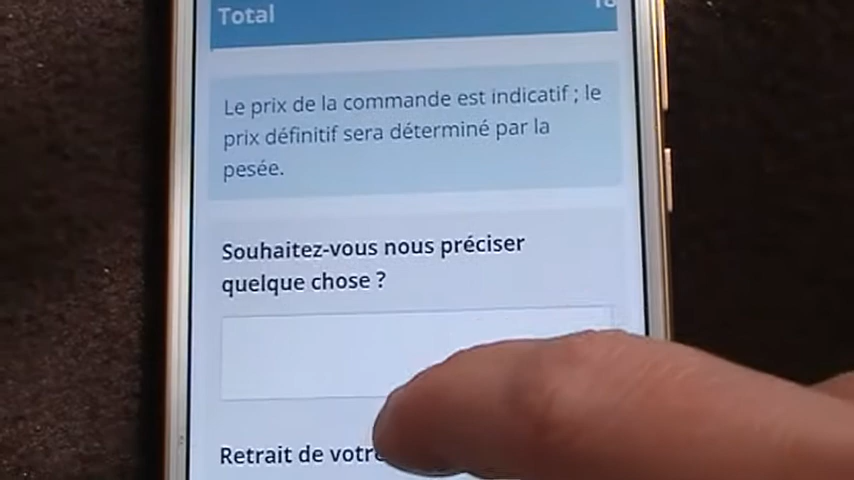 Total
Le prix de la commande est indicatif ; le
prix définitif sera déterminé par la
pesée.
Souhaitez-vous nous préciser
quelque chose ?
Retrait de votre